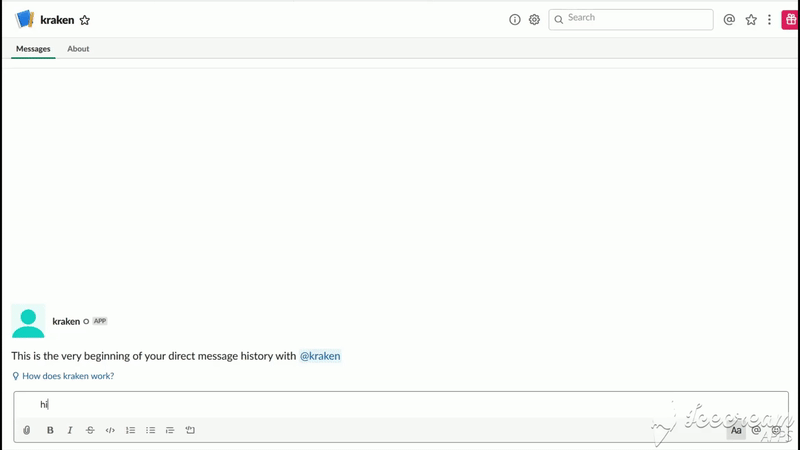 kraken
Search
Messages
About
kraken APP
This is the very beginning of your direct message history with @kraken
How does kraken work?
hi
Aa
Icecream
APPS